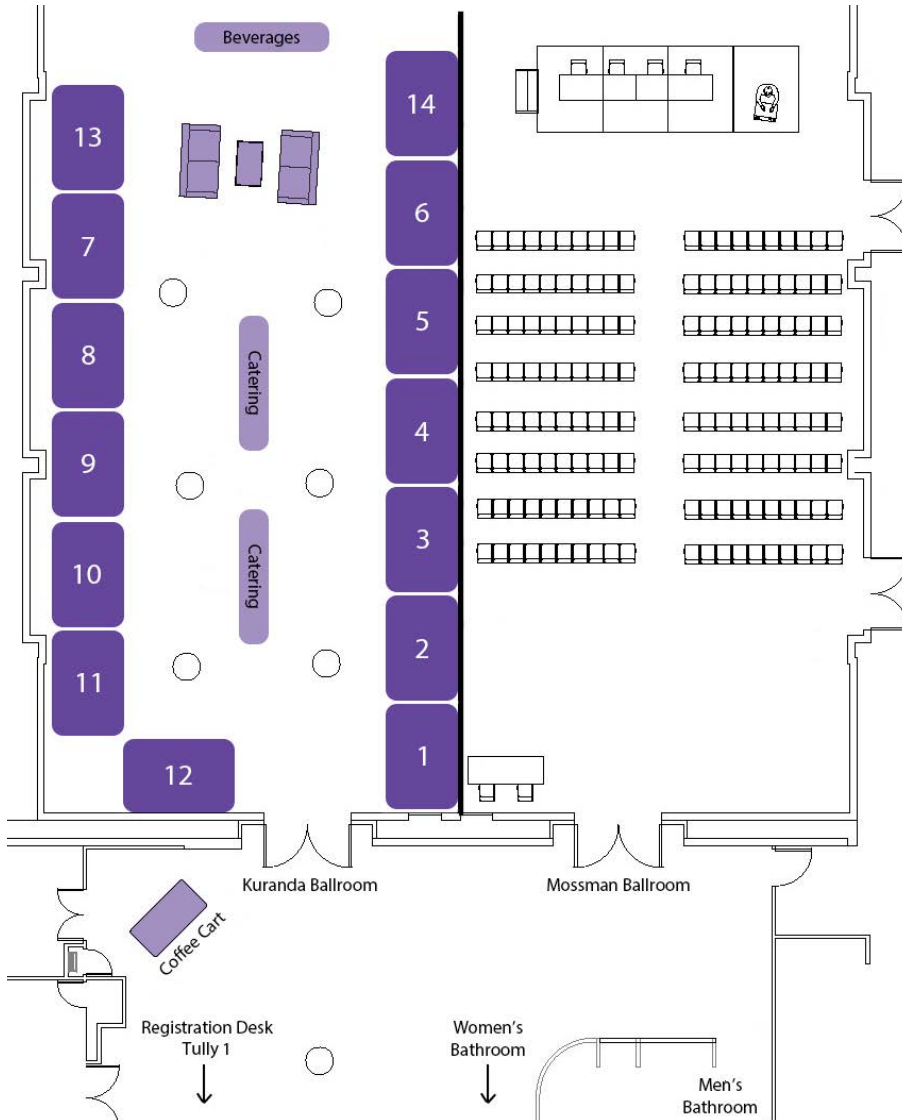 Beverages
14
13
6
7
5
8
Catering
4
9
3
10
Catering
2
11
1
12
Kuranda Ballroom
Mossman Ballroom
Coffee Cart
Registration Desk
Tully 1
Women's
Bathroom
Men's
Bathroom